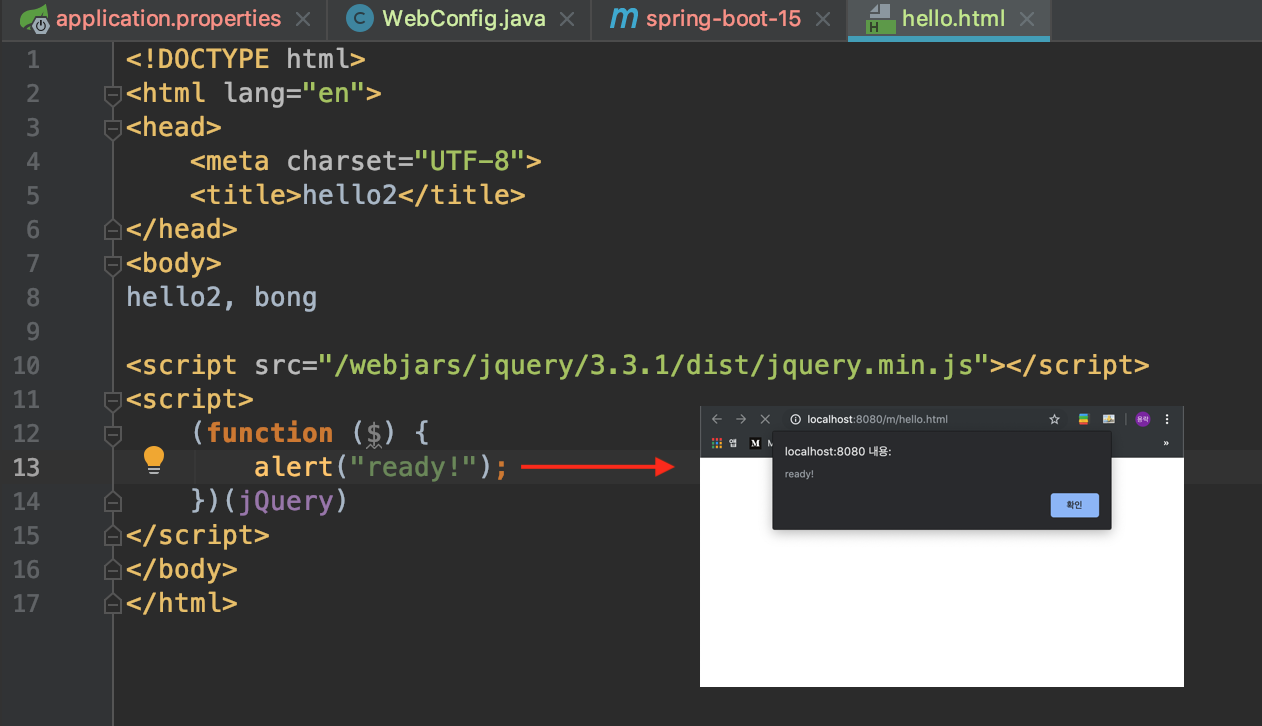 application.properties WebConfig.java spring-boot-15 hello.html
1 <!DOCTYPE html>
2 <html lang="en">
3 <head>
4 <meta charset="UTF-8">
5 <title>hello2</title>
6 </head>
7 <body>
8 hello2, bong
9
10 <script src="/webjars/jquery/3.3.1/dist/jquery.min.js"></script>
11 <script>
12 (function ($) {
13 alert("ready!");
14 })(jQuery)
15 </script>
16 </body>
17 </html>
localhost:8080/m/hello.html
앱 M M »
localhost:8080 내용:
ready!
확인